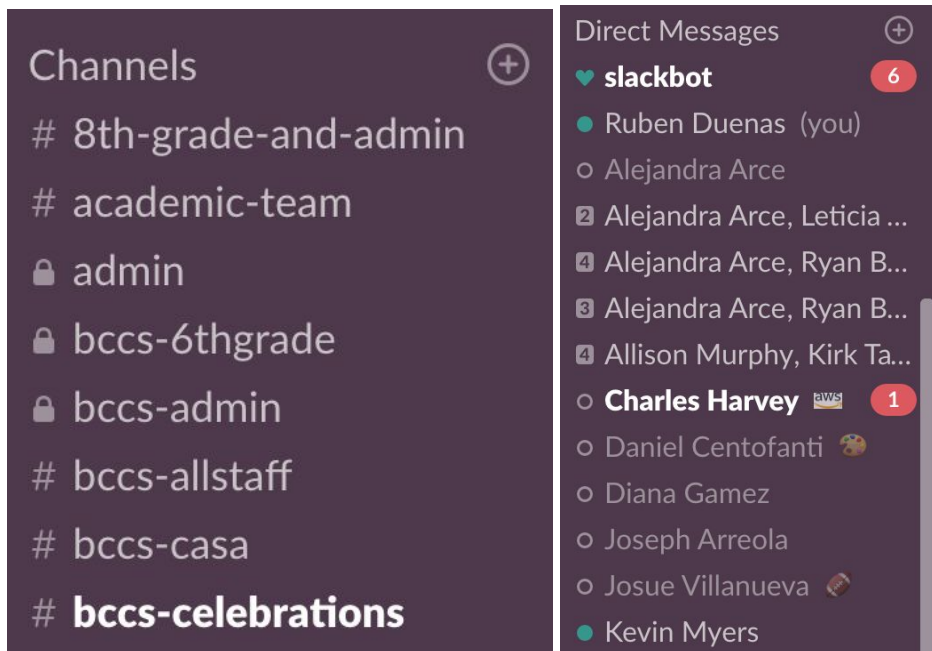 Channels
# 8th-grade-and-admin
# academic-team
admin
bccs-6thgrade
bccs-admin
# bccs-allstaff
# bccs-casa
# bccs-celebrations
Direct Messages
slackbot 6
Ruben Duenas (you)
Alejandra Arce
2 Alejandra Arce, Leticia ...
4 Alejandra Arce, Ryan B...
3 Alejandra Arce, Ryan B...
4 Allison Murphy, Kirk Ta...
Charles Harvey aws 1
Daniel Centofanti
Diana Gamez
Joseph Arreola
Josue Villanueva
Kevin Myers